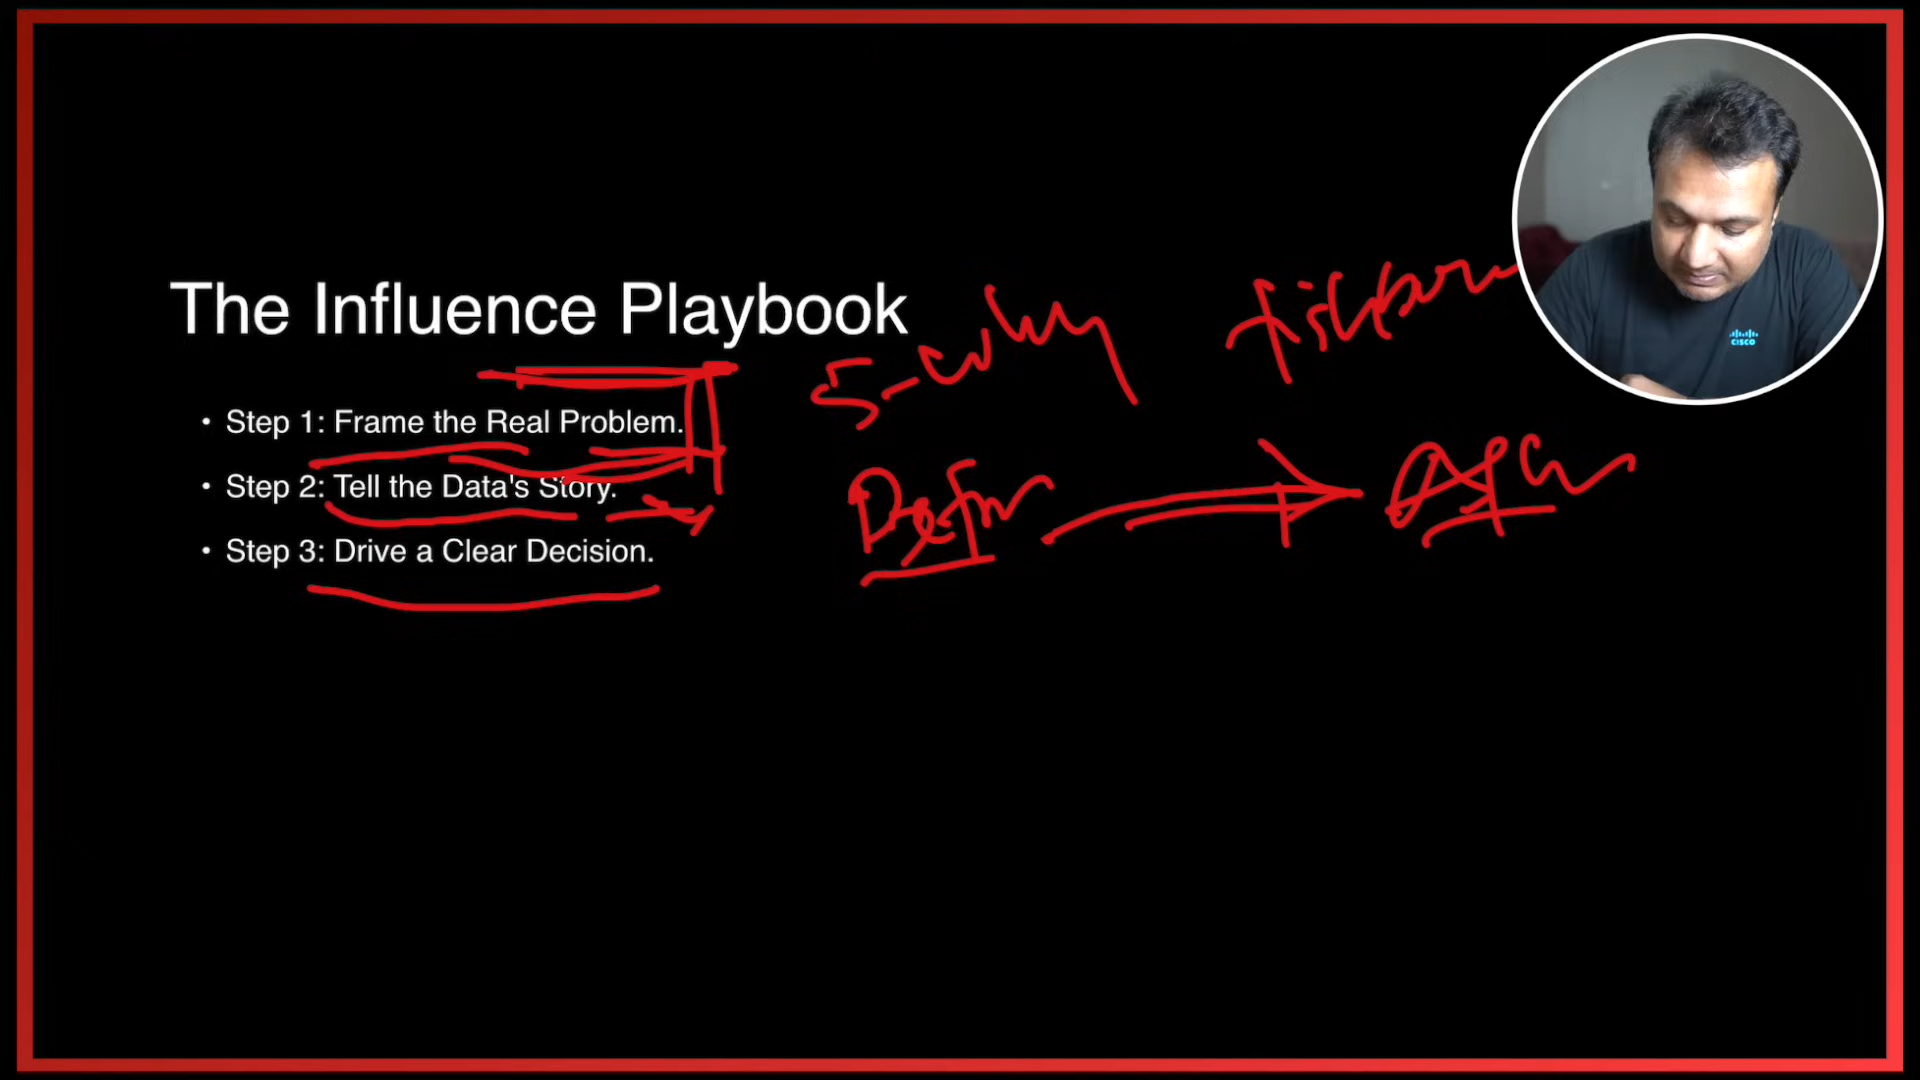 The Influence Playbook
5-why
• Step 1: Frame the Real Problem.
• Step 2: Tell the Data's Story.
• Step 3: Drive a Clear Decision.
CISCO